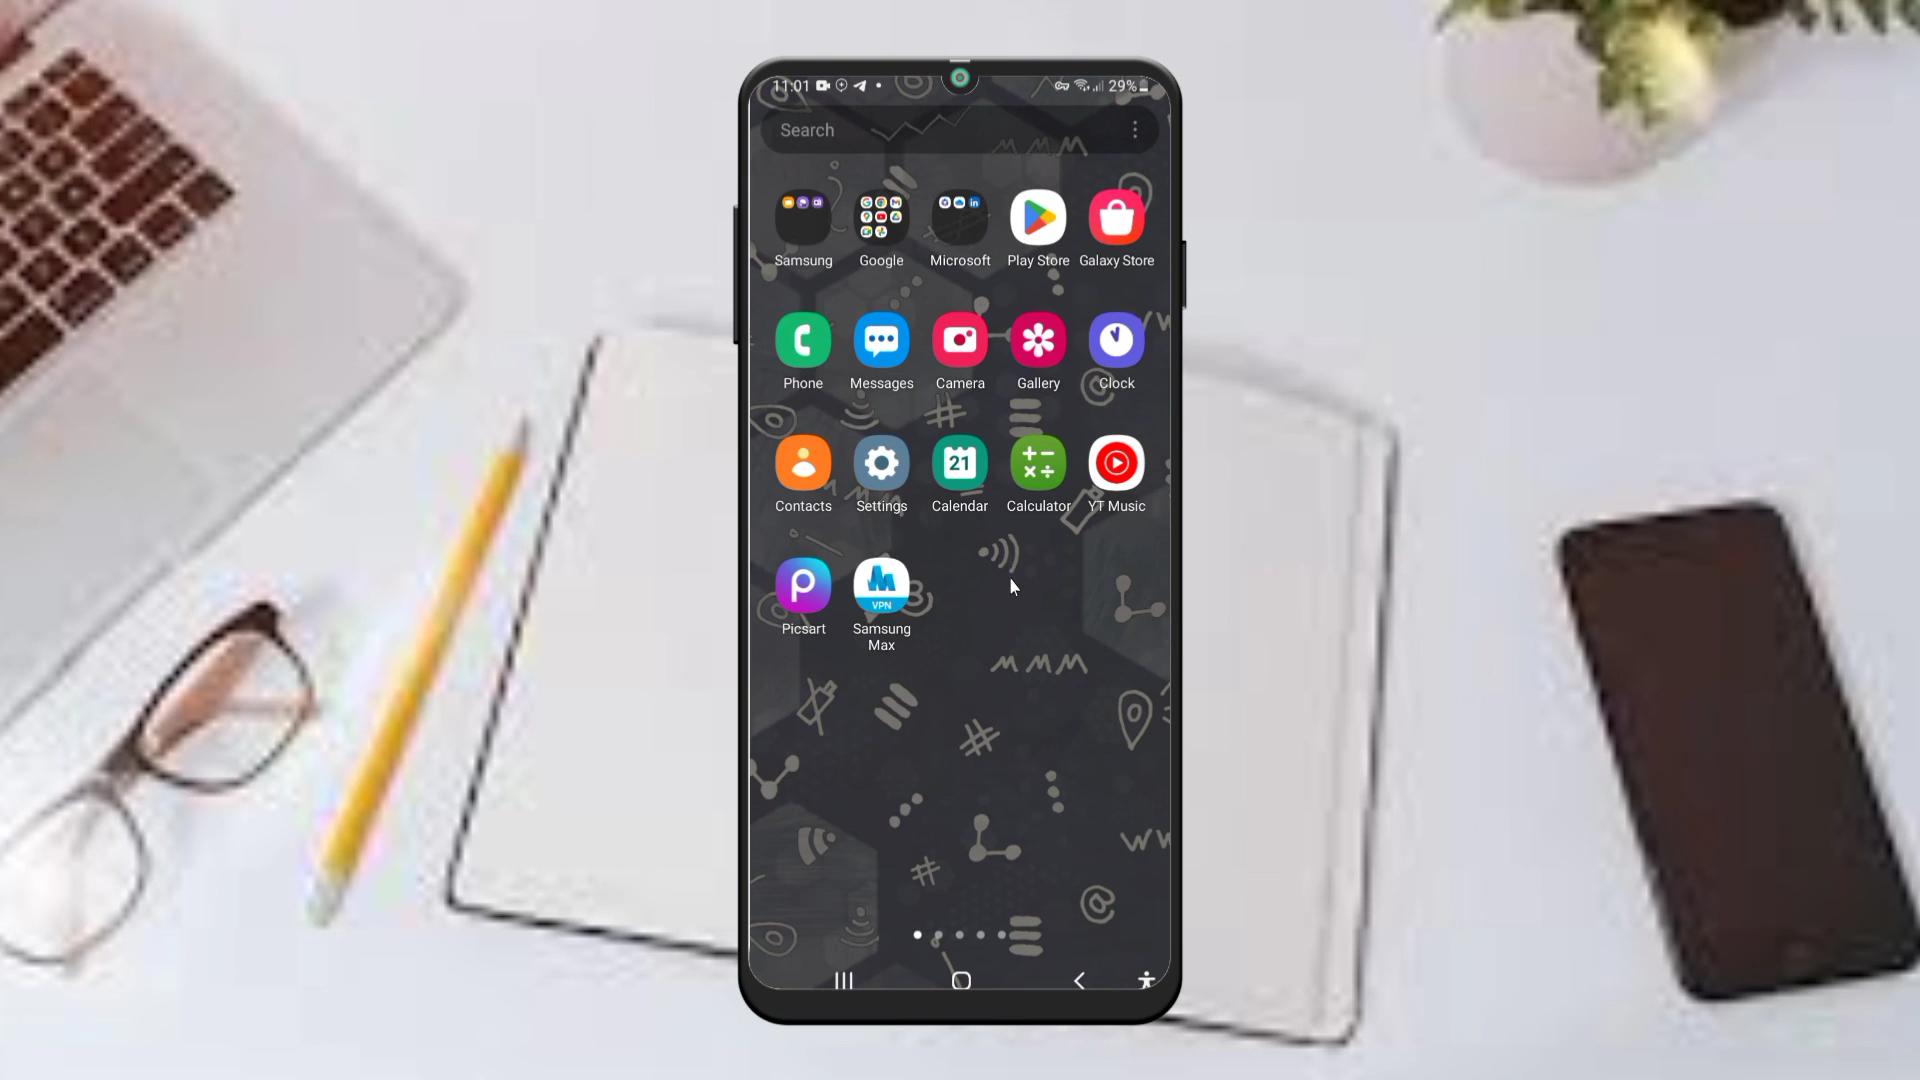 11:01
29%
Search
Samsung Google Microsoft Play Store Galaxy Store
Phone Messages Camera Gallery Clock
21
Contacts Settings Calendar Calculator YT Music
VPN
Picsart Samsung Max